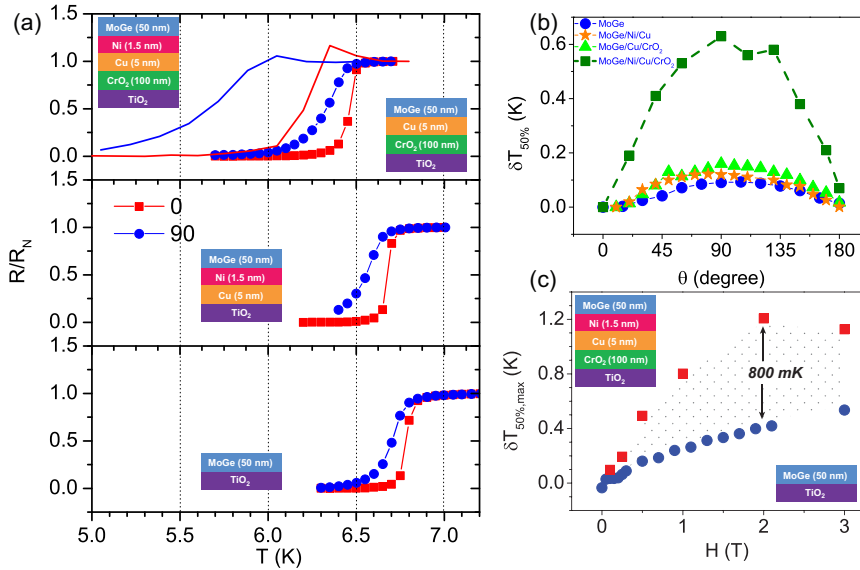 (a)
MoGe (50 nm)
Ni (1.5 nm)
Cu (5 nm)
CrO₂ (100 nm)
TiO₂
MoGe (50 nm)
Cu (5 nm)
CrO₂ (100 nm)
TiO₂
1.5
1.0
0.5
0.0
1.5
1.0
0.5
0.0
1.5
1.0
0.5
0.0
R/R_N
0
90
MoGe (50 nm)
Ni (1.5 nm)
Cu (5 nm)
TiO₂
MoGe (50 nm)
TiO₂
5.0 5.5 6.0 6.5 7.0
T (K)
(b)
MoGe
MoGe/Ni/Cu
MoGe/Cu/CrO₂
MoGe/Ni/Cu/CrO₂
0.6
0.4
0.2
0.0
δT₅₀% (K)
0 45 90 135 180
θ (degree)
(c)
MoGe (50 nm)
Ni (1.5 nm)
Cu (5 nm)
CrO₂ (100 nm)
TiO₂
1.2
0.8
0.4
0.0
δT₅₀%,max (K)
800 mK
MoGe (50 nm)
TiO₂
0 1 2 3
H (T)